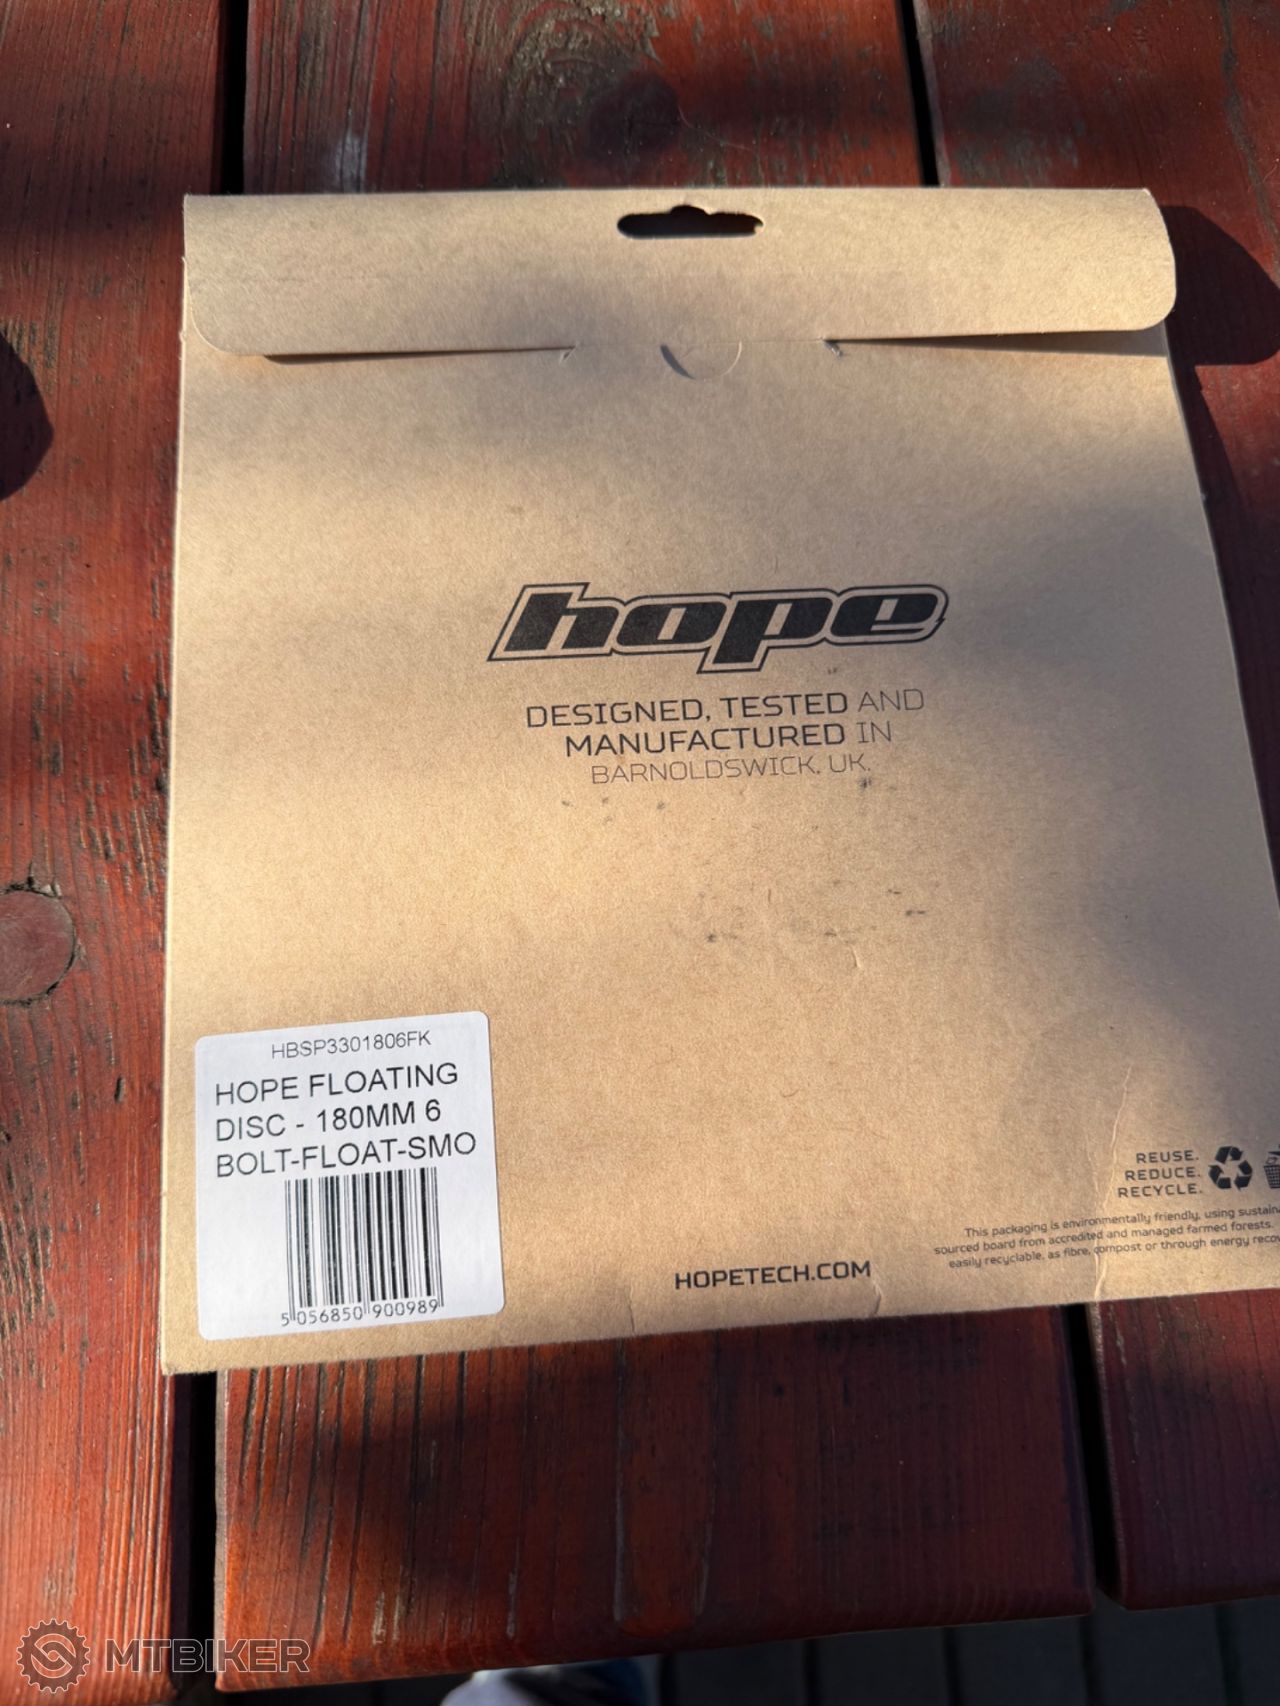 hope
DESIGNED, TESTED AND
MANUFACTURED IN
BARNOLDSWICK, UK.
HBSP3301806FK
HOPE FLOATING
DISC - 180MM 6
BOLT-FLOAT-SMO
5 056850 900989
REUSE.
REDUCE.
RECYCLE.
This packaging is environmentally friendly, using sustaina
sourced board from accredited and managed farmed forests.
easily recyclable, as fibre, compost or through energy recov
HOPETECH.COM
MTBIKER